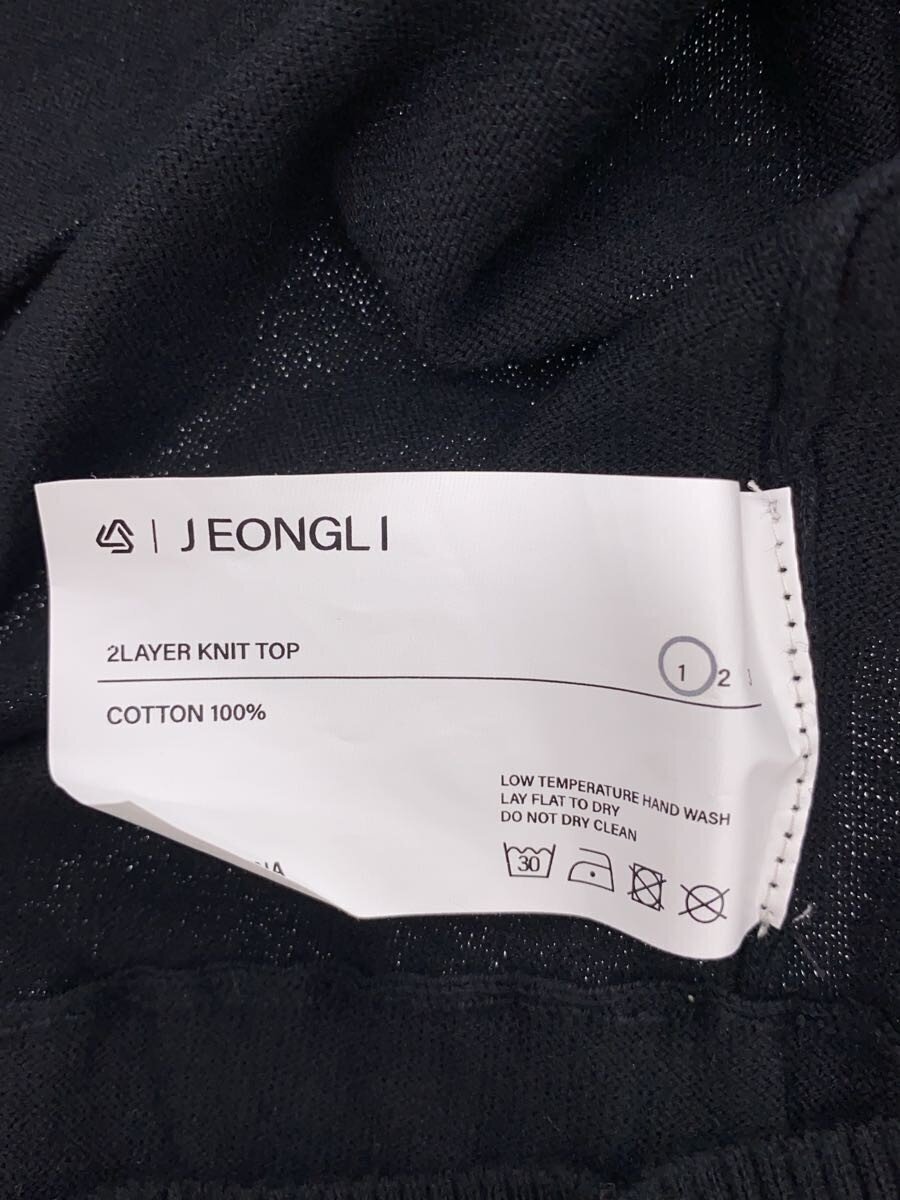 JEONGLI
2LAYER KNIT TOP
1 2
COTTON 100%
LOW TEMPERATURE HAND WASH
LAY FLAT TO DRY
DO NOT DRY CLEAN
30